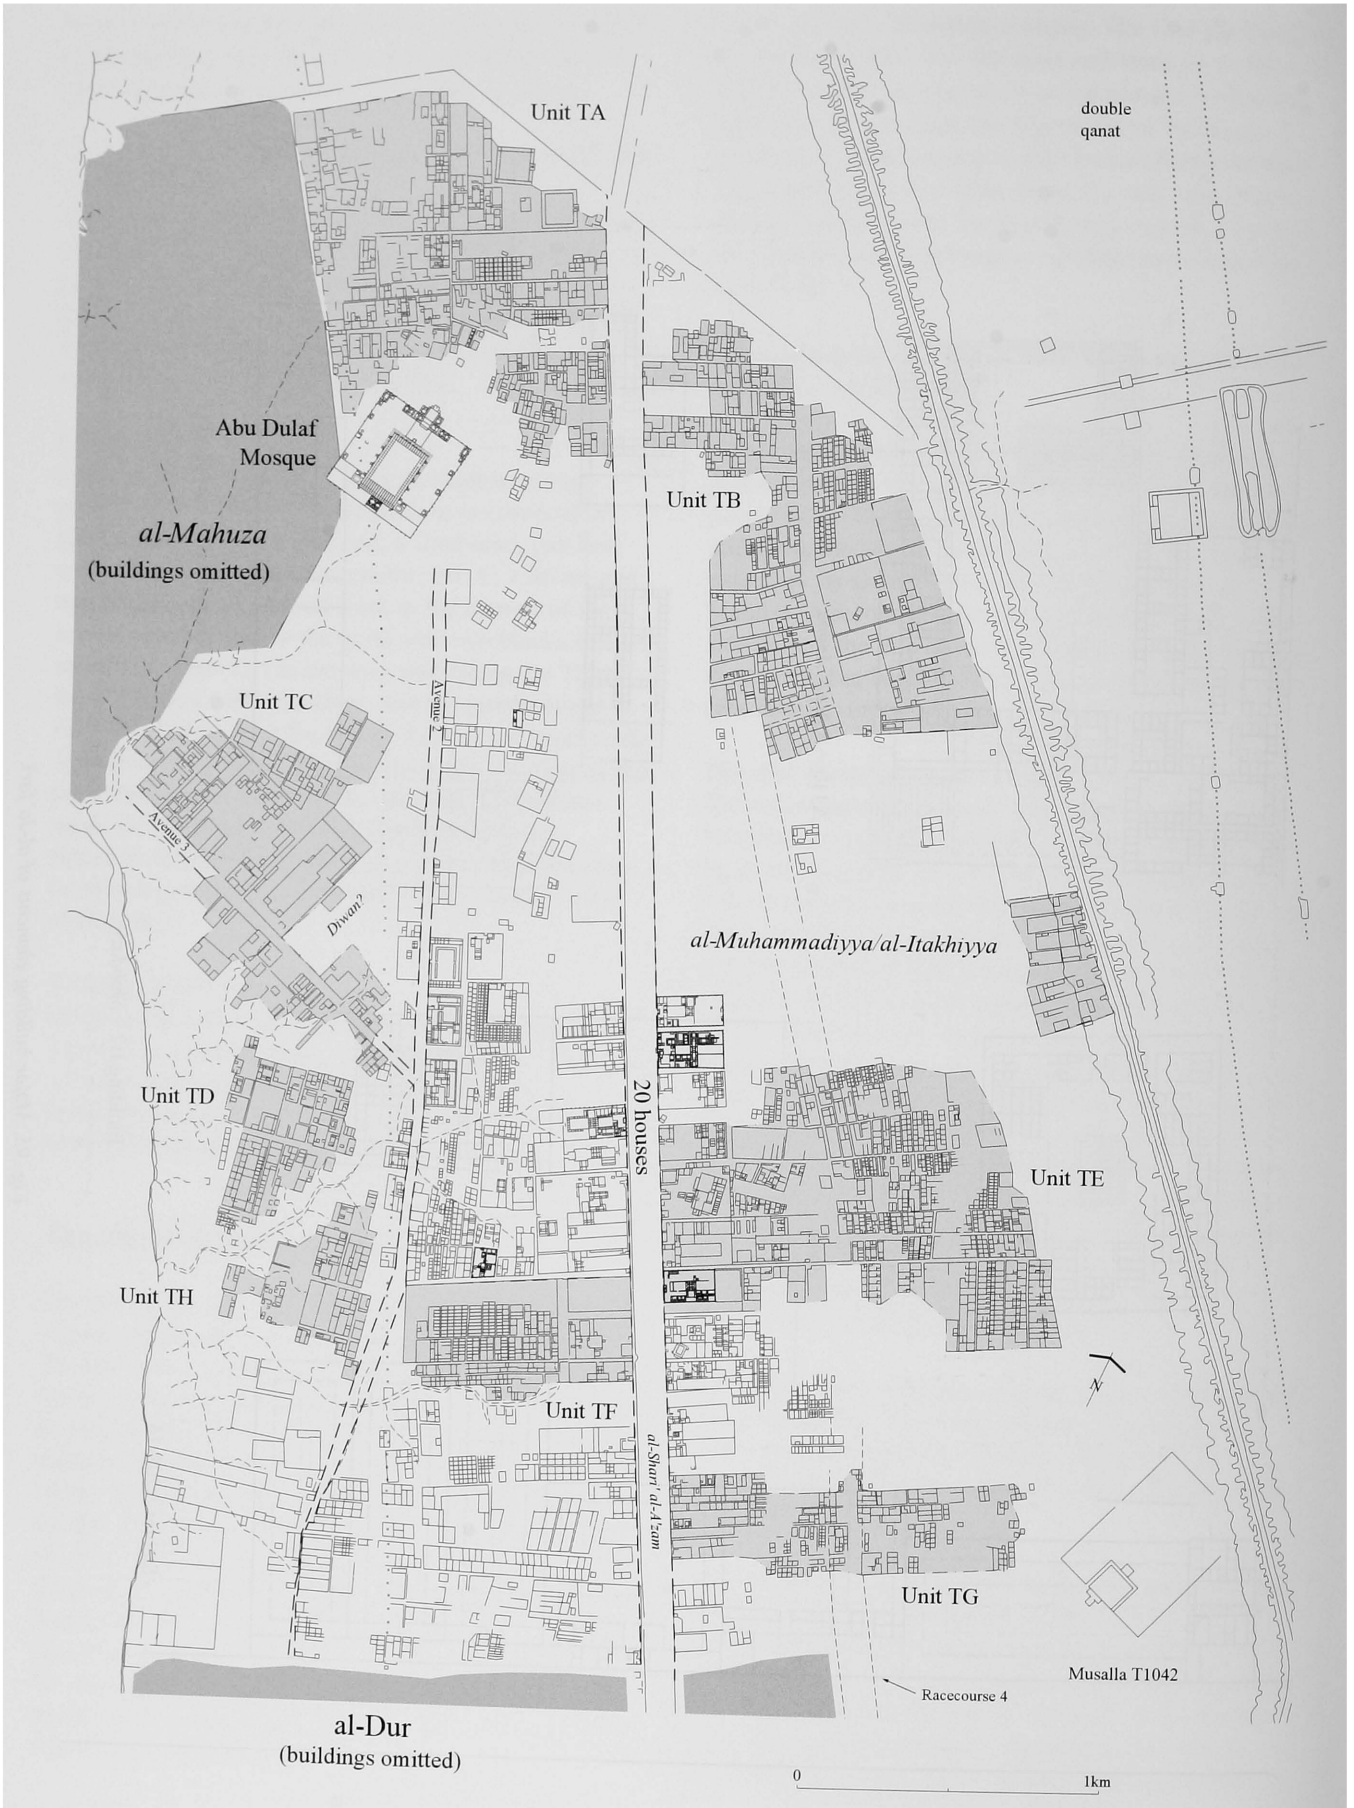 Unit TA
double
qanat
Abu Dulaf
Mosque
Unit TB
al-Mahuza
(buildings omitted)
Unit TC
Avenue 2
Avenue 3
Diwan?
al-Muhammadiyya/al-Itakhiyya
Unit TD
20 houses
Unit TE
Unit TH
N
Unit TF
al-Shari' al-A'zam
Unit TG
Musalla T1042
Racecourse 4
al-Dur
(buildings omitted)
0
1km